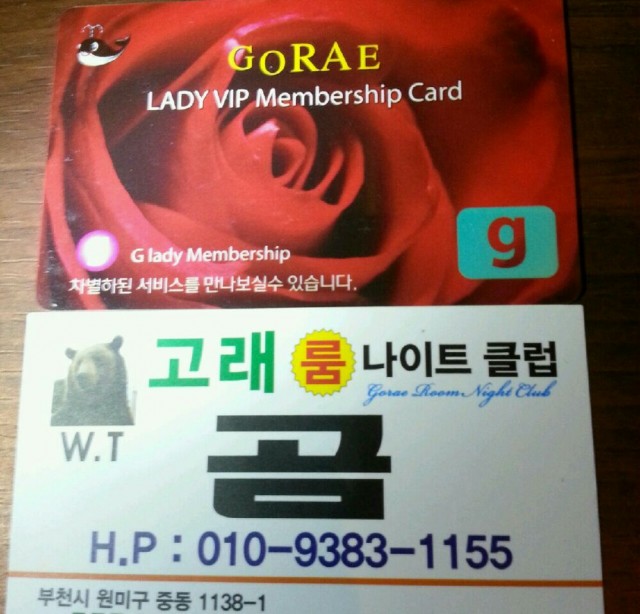 GoRAE
LADY VIP Membership Card
g
G lady Membership
차별화된 서비스를 만나보실수 있습니다.
고래 룸 나이트 클럽
Gorae Room Night Club
W.T
곰
H.P : 010-9383-1155
부천시 원미구 중동 1138-1